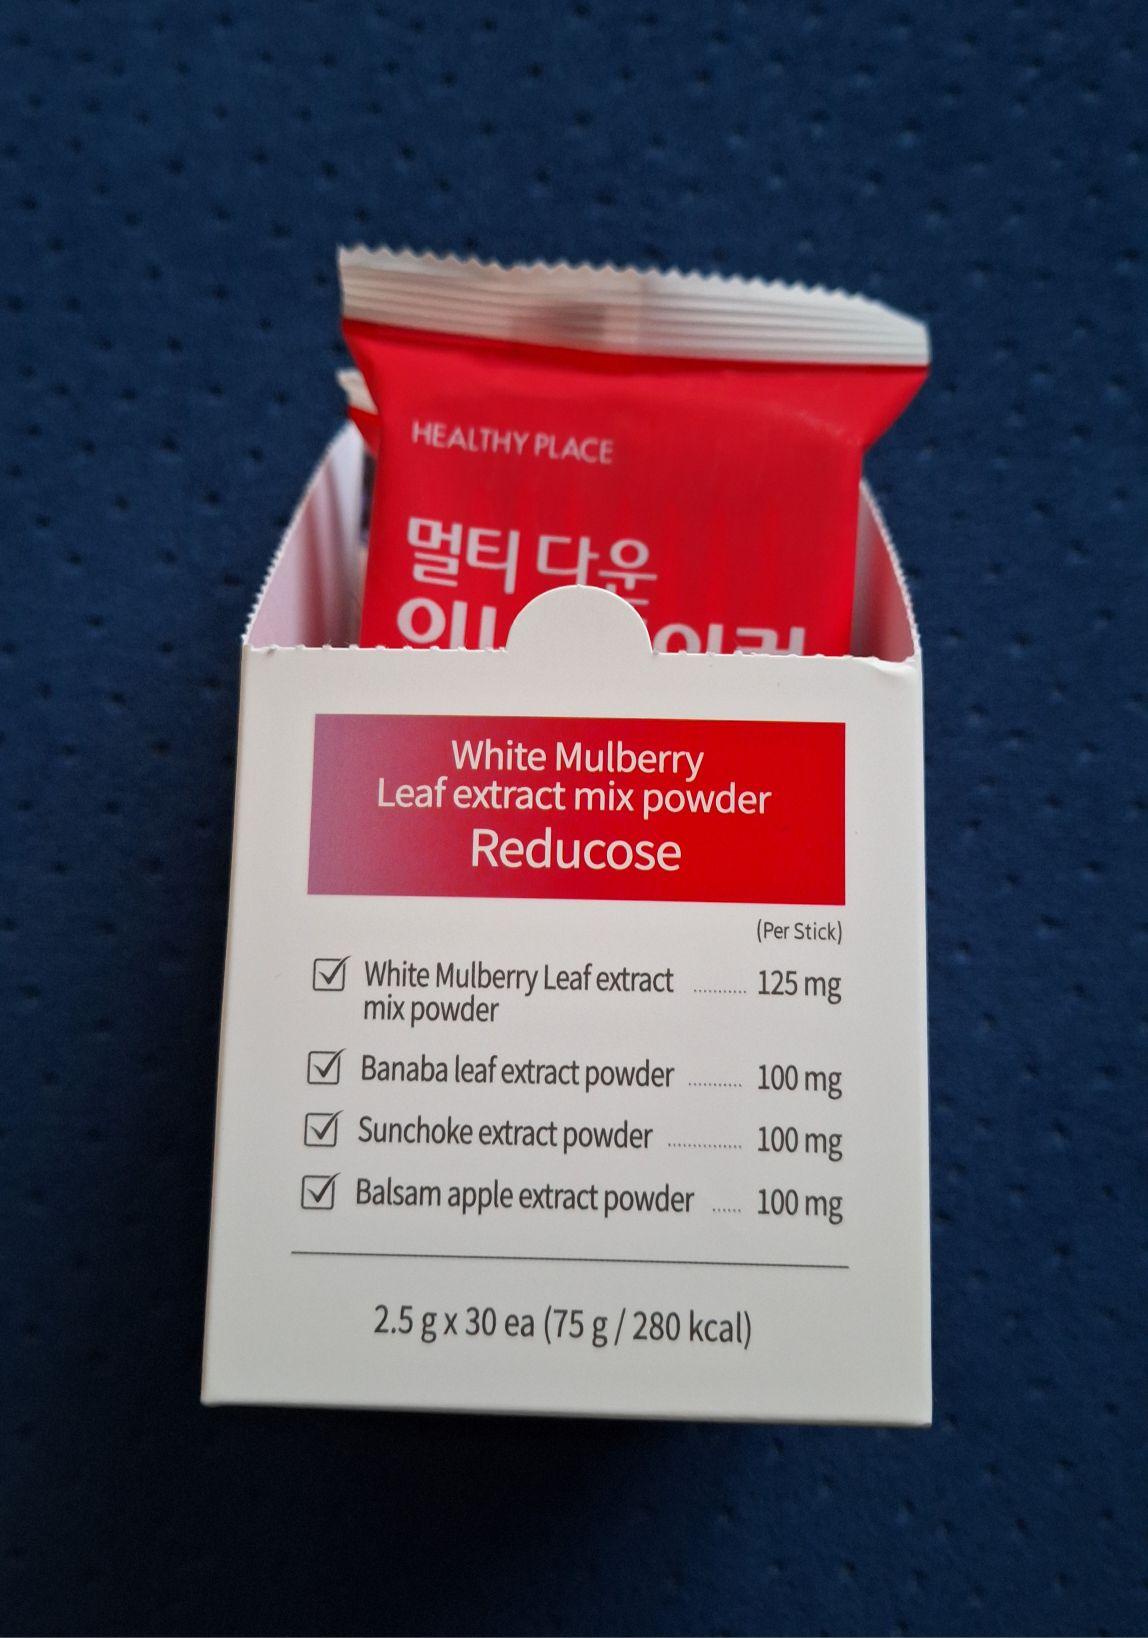 HEALTHY PLACE
멀티 다운
White Mulberry
Leaf extract mix powder
Reducose
(Per Stick)
White Mulberry Leaf extract ........... 125 mg
mix powder
Banaba leaf extract powder ........... 100 mg
Sunchoke extract powder ............... 100 mg
Balsam apple extract powder ...... 100 mg
2.5 g x 30 ea (75 g / 280 kcal)